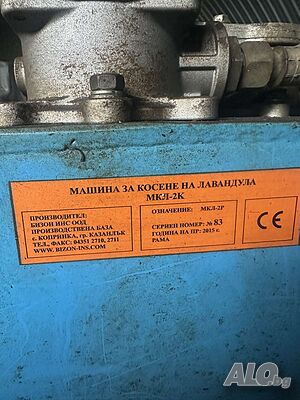 МАШИНА ЗА КОСЕНЕ НА ЛАВАНДУЛА
МКЛ-2К
ПРОИЗВОДИТЕЛ:
БИЗОН ИНС ООД
ПРОИЗВОДСТВЕНА БАЗА
с. КОПРИНКА, гр. КАЗАНЛЪК
ТЕЛ., ФАКС: 04351 2710, 2711
WWW.BIZON-INS.COM
ОЗНАЧЕНИЕ: МКЛ-2Р
СЕРИЕН НОМЕР: № 83
ГОДИНА НА ПР: 2015 г.
РАМА
CE
ALO.bg